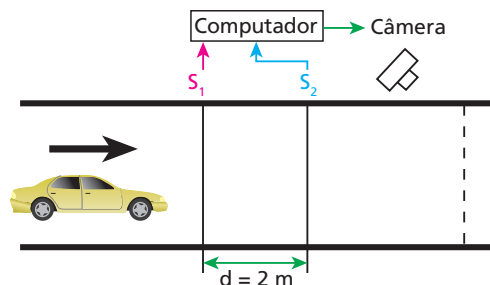 Computador
Câmera
S₁
S₂
d = 2 m